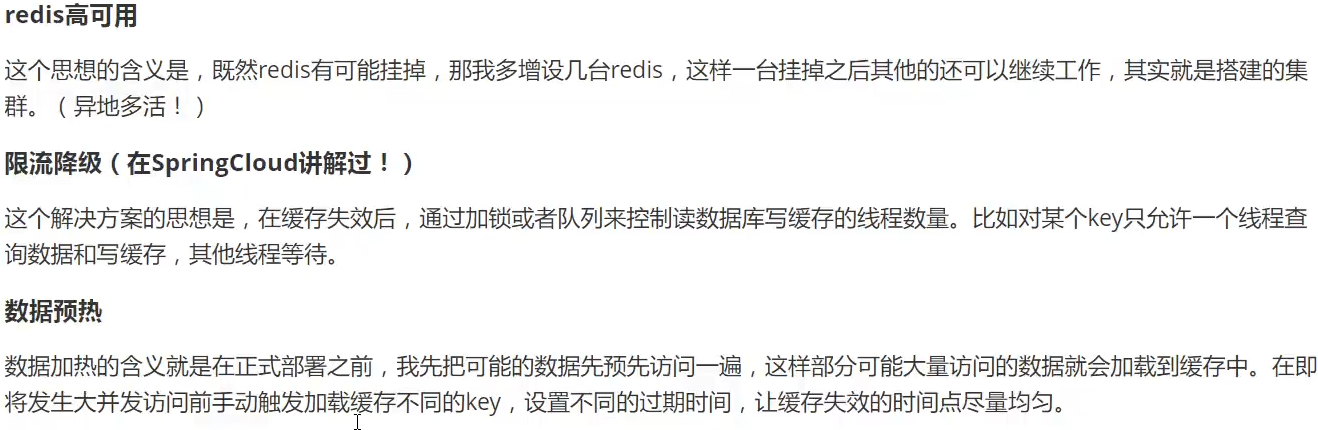 redis高可用
这个思想的含义是，既然redis有可能挂掉，那我多增设几台redis，这样一台挂掉之后其他的还可以继续工作，其实就是搭建的集
群。（异地多活！）
限流降级（在SpringCloud讲解过！）
这个解决方案的思想是，在缓存失效后，通过加锁或者队列来控制读数据库写缓存的线程数量。比如对某个key只允许一个线程查
询数据和写缓存，其他线程等待。
数据预热
数据加热的含义就是在正式部署之前，我先把可能的数据先预先访问一遍，这样部分可能大量访问的数据就会加载到缓存中。在即
将发生大并发访问前手动触发加载缓存不同的key，设置不同的过期时间，让缓存失效的时间点尽量均匀。